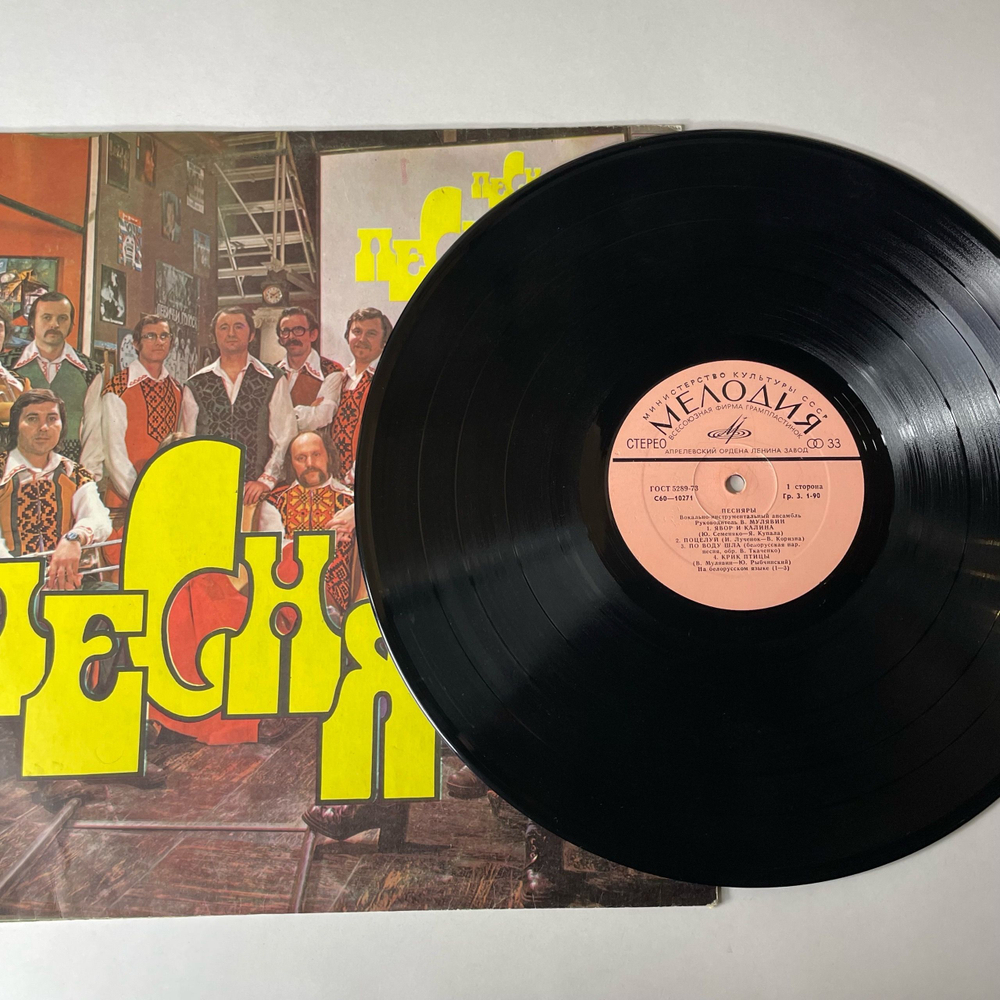 ПЕСН
ПЕС
ПЕСНЯ
МИНИСТЕРСТВО КУЛЬТУРЫ СССР
МЕЛОДИЯ
ВСЕСОЮЗНАЯ ФИРМА ГРАМПЛАСТИНОК
СТЕРЕО 33
АПРЕЛЕВСКИЙ ОРДЕНА ЛЕНИНА ЗАВОД
ГОСТ 5289-73 1 сторона
С60—10271 Гр. 3. 1-90
ПЕСНЯРЫ
Вокально-инструментальный ансамбль
Руководитель В. МУЛЯВИН
1. ЯВОР И КАЛИНА
(Ю. Семеняко—Я. Купала)
2. ПОЦЕЛУЙ (И. Лученок—В. Коризна)
3. ПО ВОДУ ШЛА (белорусская нар.
песня, обр. В. Ткаченко)
4. КРИК ПТИЦЫ
(В. Мулявин—Ю. Рыбчинский)
На белорусском языке (1—3)